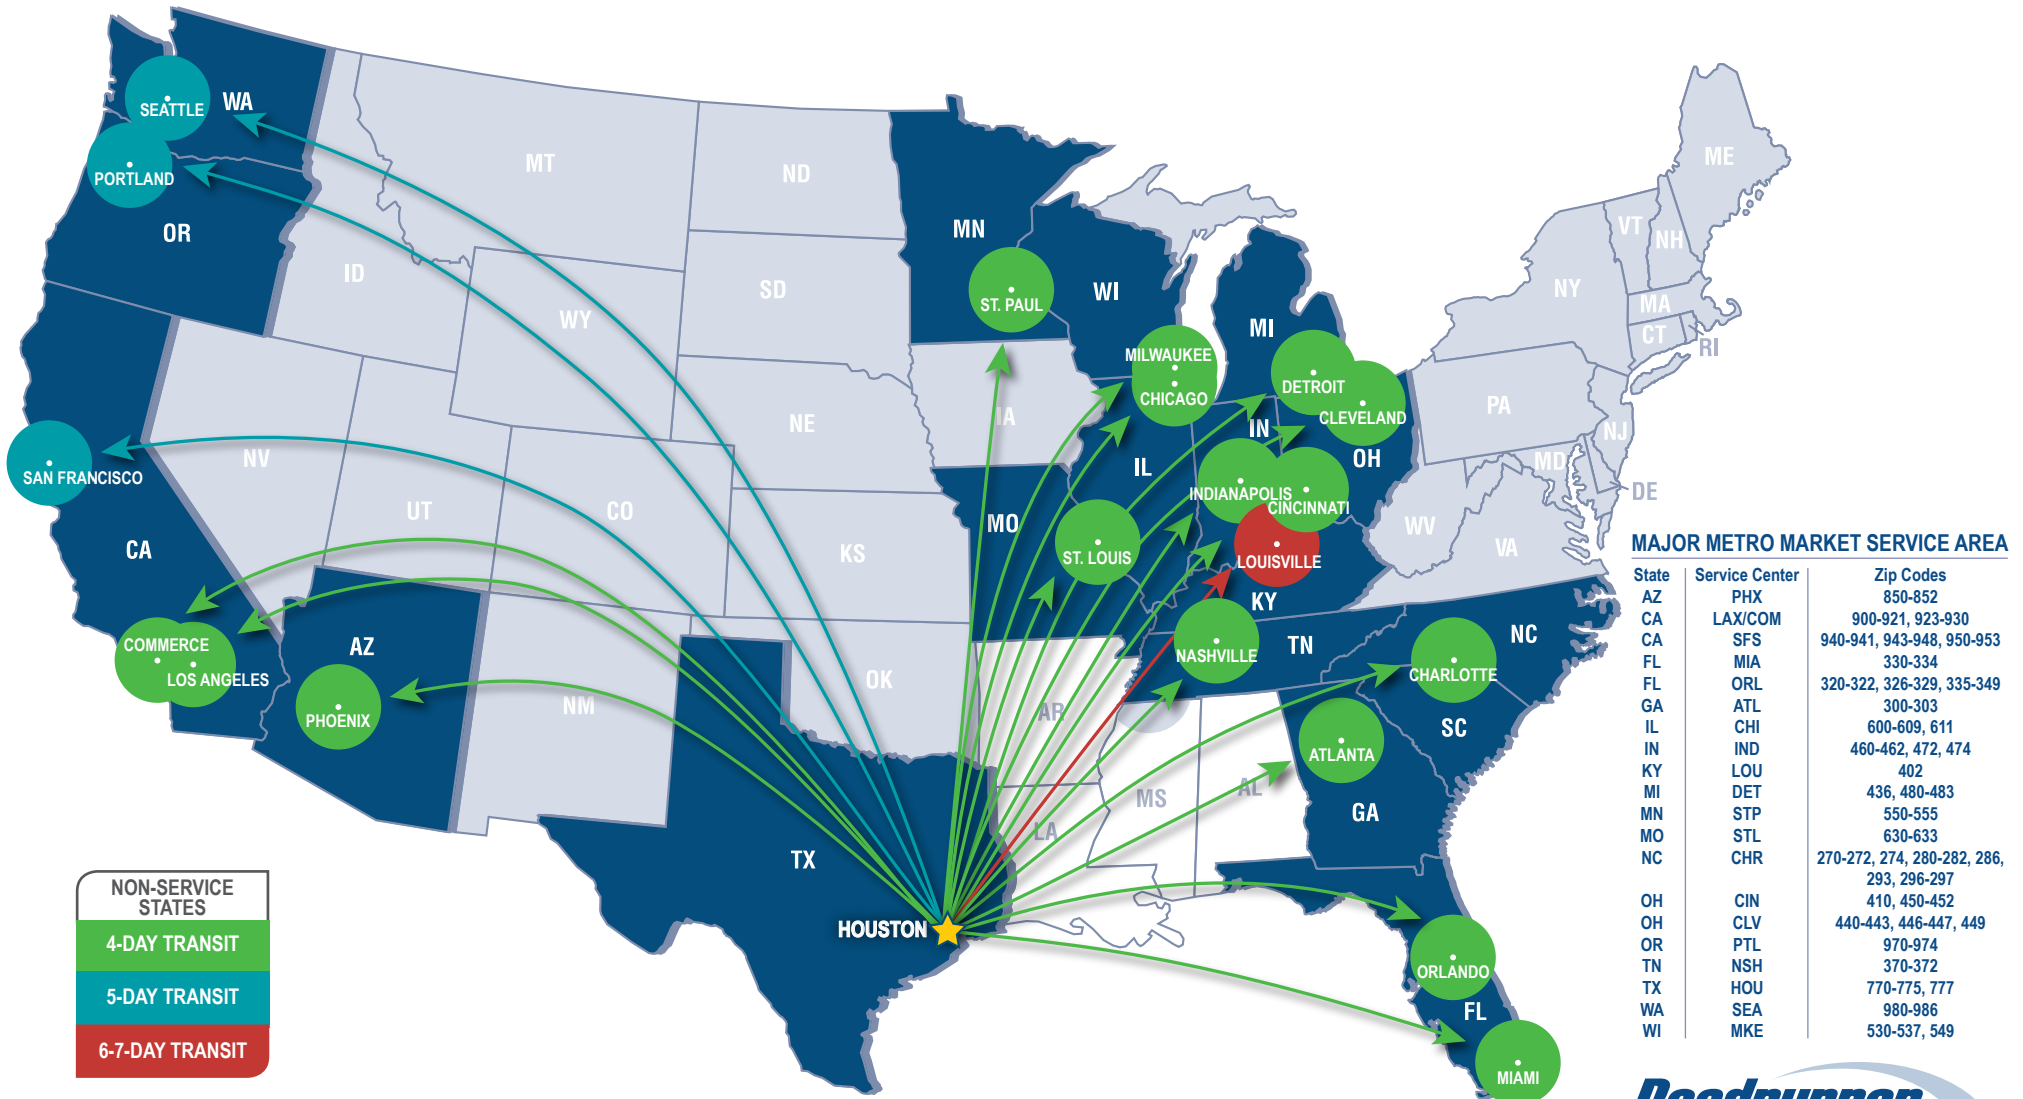 WA
SEATTLE
PORTLAND
OR
MT
ND
ID
SD
WY
NE
NV
UT
CO
KS
CA
SAN FRANCISCO
COMMERCE
LOS ANGELES
AZ
PHOENIX
NM
OK
TX
HOUSTON
MN
ST. PAUL
WI
MILWAUKEE
CHICAGO
IA
IL
MO
ST. LOUIS
MI
DETROIT
CLEVELAND
IN
OH
INDIANAPOLIS
CINCINNATI
LOUISVILLE
KY
TN
NASHVILLE
AR
LA
MS
AL
NC
CHARLOTTE
SC
ATLANTA
GA
ORLANDO
FL
MIAMI
ME
VT
NH
NY
MA
CT
RI
PA
NJ
MD
DE
WV
VA
NON-SERVICE
STATES
4-DAY TRANSIT
5-DAY TRANSIT
6-7-DAY TRANSIT
MAJOR METRO MARKET SERVICE AREA
State Service Center Zip Codes
AZ PHX 850-852
CA LAX/COM 900-921, 923-930
CA SFS 940-941, 943-948, 950-953
FL MIA 330-334
FL ORL 320-322, 326-329, 335-349
GA ATL 300-303
IL CHI 600-609, 611
IN IND 460-462, 472, 474
KY LOU 402
MI DET 436, 480-483
MN STP 550-555
MO STL 630-633
NC CHR 270-272, 274, 280-282, 286,
293, 296-297
OH CIN 410, 450-452
OH CLV 440-443, 446-447, 449
OR PTL 970-974
TN NSH 370-372
TX HOU 770-775, 777
WA SEA 980-986
WI MKE 530-537, 549
Roadrunner